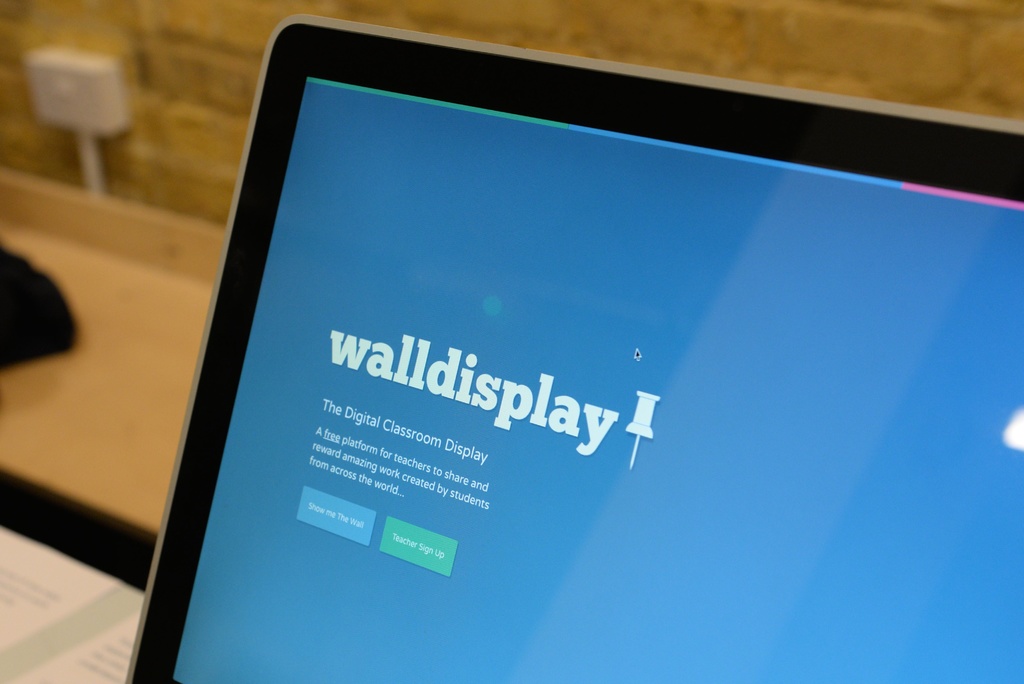 walldisplay
The Digital Classroom Display
A free platform for teachers to share and
reward amazing work created by students
from across the world...
Show me The Wall
Teacher Sign Up